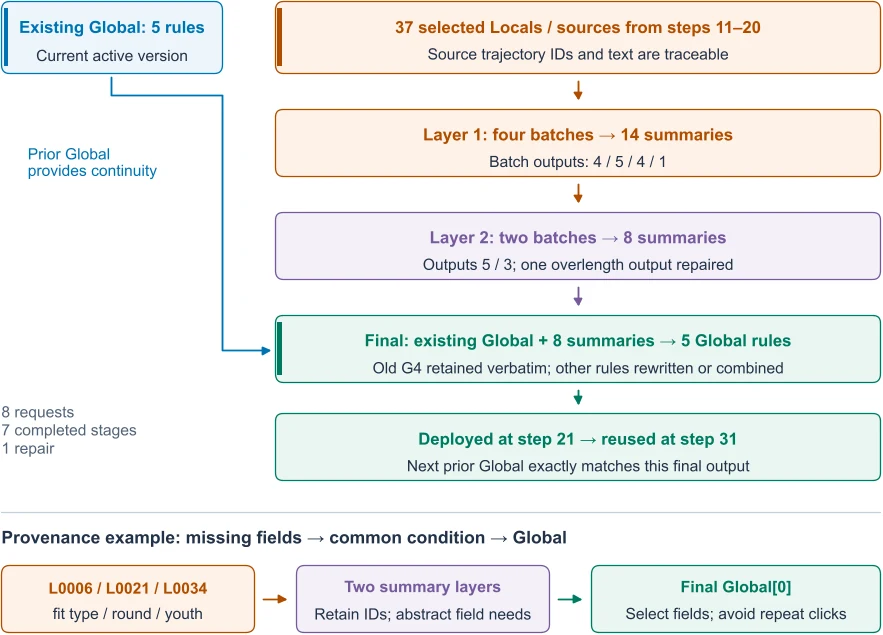 Existing Global: 5 rules
Current active version
37 selected Locals / sources from steps 11–20
Source trajectory IDs and text are traceable
Layer 1: four batches → 14 summaries
Batch outputs: 4 / 5 / 4 / 1
Prior Global
provides continuity
Layer 2: two batches → 8 summaries
Outputs 5 / 3; one overlength output repaired
Final: existing Global + 8 summaries → 5 Global rules
Old G4 retained verbatim; other rules rewritten or combined
8 requests
7 completed stages
1 repair
Deployed at step 21 → reused at step 31
Next prior Global exactly matches this final output
Provenance example: missing fields → common condition → Global
L0006 / L0021 / L0034
fit type / round / youth
Two summary layers
Retain IDs; abstract field needs
Final Global[0]
Select fields; avoid repeat clicks